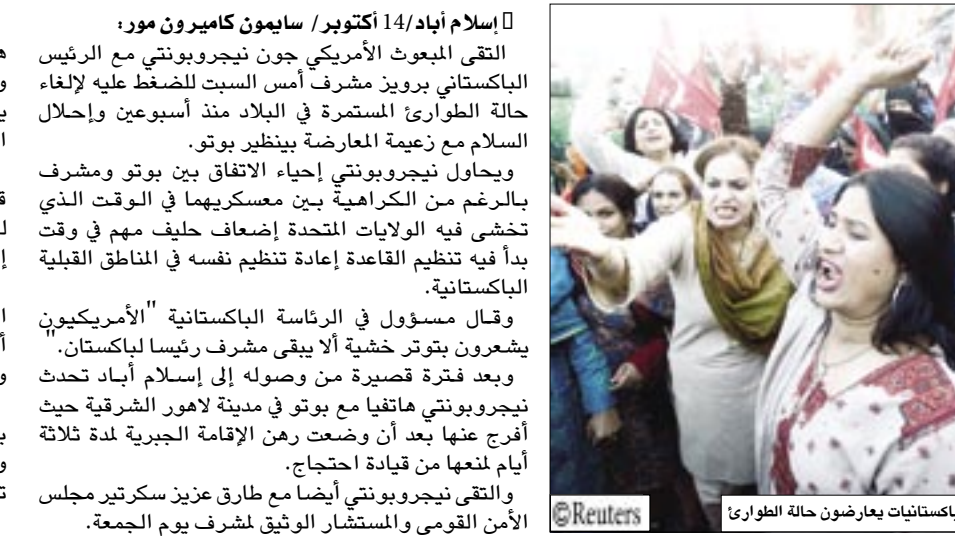 إسلام أباد/14 أكتوبر/ سايمون كاميرون مور:
التقى المبعوث الأمريكي جون نيجروبونتي مع الرئيس
الباكستاني برويز مشرف أمس السبت للضغط عليه لإلغاء
حالة الطوارئ المستمرة في البلاد منذ أسبوعين وإحلال
السلام مع زعيمة المعارضة بينظير بوتو.
ويحاول نيجروبونتي إحياء الاتفاق بين بوتو ومشرف
بالرغم من الكراهية بين معسكريهما في الوقت الذي
تخشى فيه الولايات المتحدة إضعاف حليف مهم في وقت
بدأ فيه تنظيم القاعدة إعادة تنظيم نفسه في المناطق القبلية
الباكستانية.
وقال مسؤول في الرئاسة الباكستانية "الأمريكيون
يشعرون بتوتر خشية ألا يبقى مشرف رئيسا لباكستان."
وبعد فترة قصيرة من وصوله إلى إسلام أباد تحدث
نيجروبونتي هاتفيا مع بوتو في مدينة لاهور الشرقية حيث
أفرج عنها بعد أن وضعت رهن الإقامة الجبرية لمدة ثلاثة
أيام لمنعها من قيادة احتجاج.
والتقى نيجروبونتي أيضا مع طارق عزيز سكرتير مجلس
الأمن القومي والمستشار الوثيق لمشرف يوم الجمعة.
©Reuters
باكستانيات يعارضون حالة الطوارئ